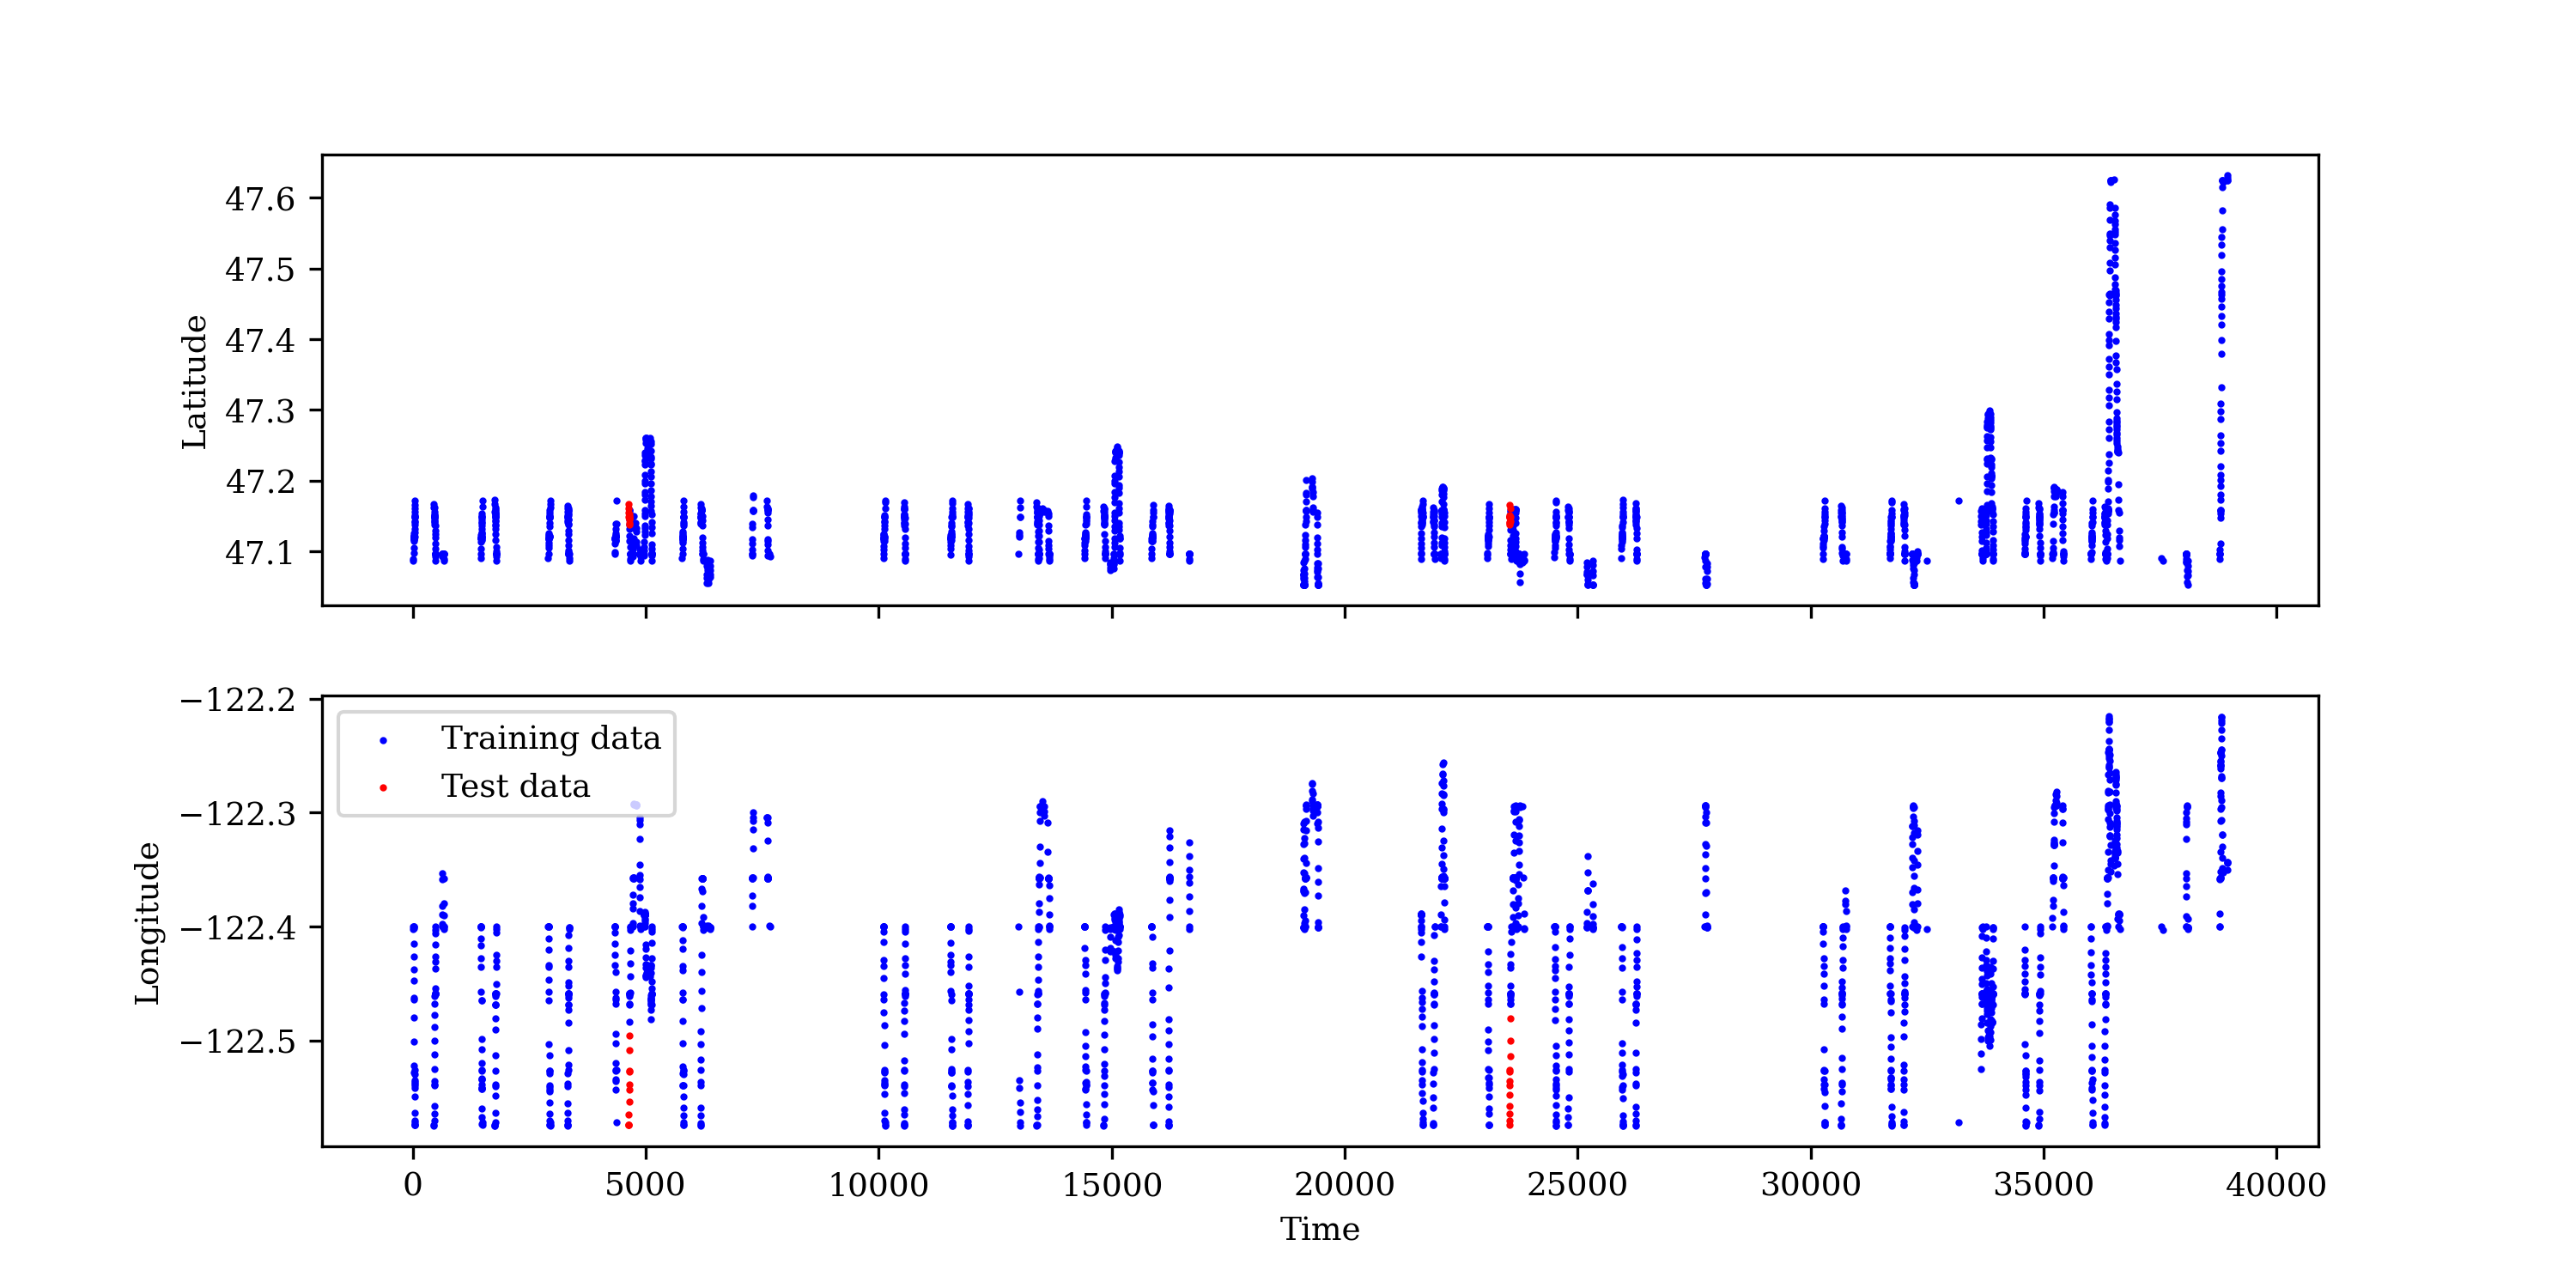 47.6
47.5
47.4
47.3
47.2
47.1
Latitude
−122.2
−122.3
−122.4
−122.5
Longitude
Training data
Test data
0 5000 10000 15000 20000 25000 30000 35000 40000
Time